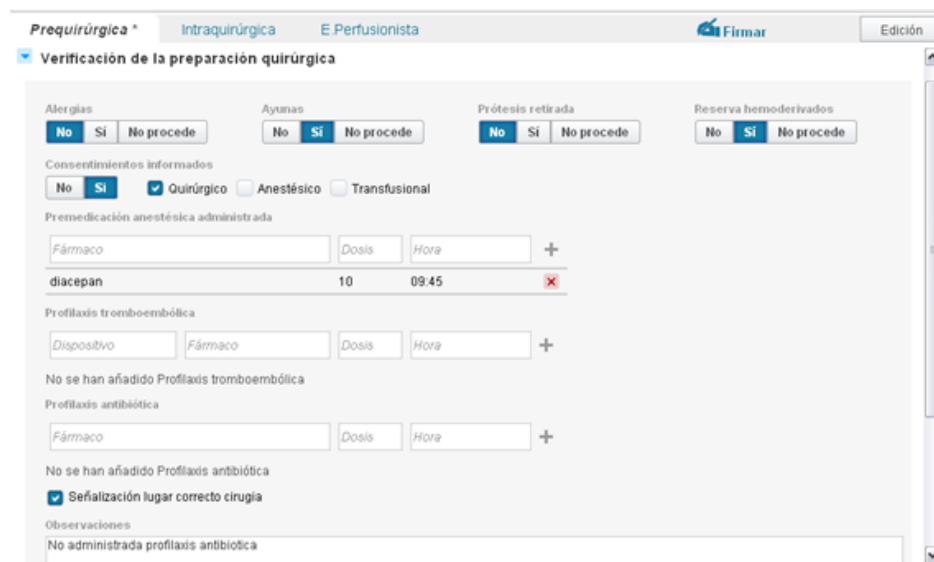 Prequirúrgica * Intraquirúrgica E.Perfusionista Firmar Edición
Verificación de la preparación quirúrgica
Alergias Ayunas Prótesis retirada Reserva hemoderivados
No Sí No procede No Sí No procede No Sí No procede No Sí No procede
Consentimientos informados
No Sí Quirúrgico Anestésico Transfusional
Premedicación anestésica administrada
Fármaco Dosis Hora
diacepan 10 09:45
Profilaxis tromboembólica
Dispositivo Fármaco Dosis Hora
No se han añadido Profilaxis tromboembólica
Profilaxis antibiótica
Fármaco Dosis Hora
No se han añadido Profilaxis antibiótica
Señalización lugar correcto cirugia
Observaciones
No administrada profilaxis antibiotica